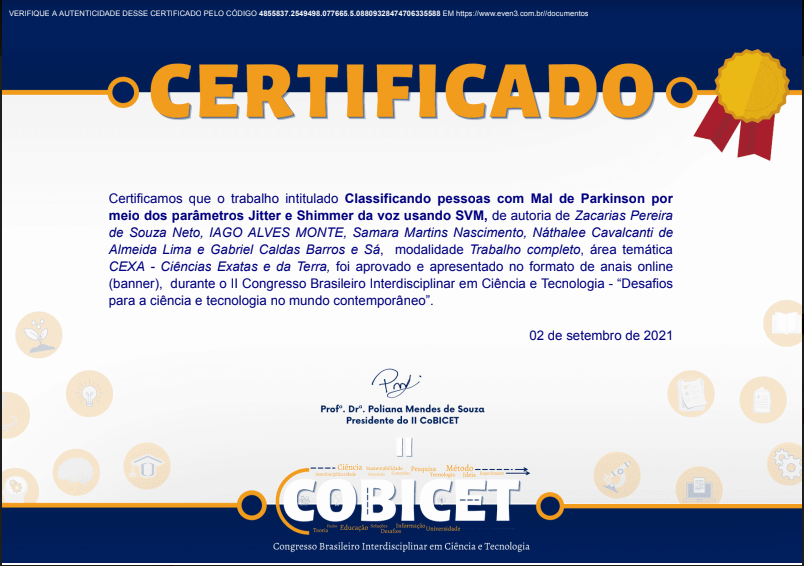 VERIFIQUE A AUTENTICIDADE DESSE CERTIFICADO PELO CÓDIGO 4855837.2549498.077665.5.08809328474706335588 EM https://www.even3.com.br//documentos
CERTIFICADO
Certificamos que o trabalho intitulado Classificando pessoas com Mal de Parkinson por
meio dos parâmetros Jitter e Shimmer da voz usando SVM, de autoria de Zacarias Pereira
de Souza Neto, IAGO ALVES MONTE, Samara Martins Nascimento, Náthalee Cavalcanti de
Almeida Lima e Gabriel Caldas Barros e Sá, modalidade Trabalho completo, área temática
CEXA - Ciências Exatas e da Terra, foi aprovado e apresentado no formato de anais online
(banner), durante o II Congresso Brasileiro Interdisciplinar em Ciência e Tecnologia - “Desafios
para a ciência e tecnologia no mundo contemporâneo”.
02 de setembro de 2021
Profª. Drª. Poliana Mendes de Souza
Presidente do II CoBICET
II
Ciência Sustentabilidade Pesquisa Método
Tecnologia Ideia
COBICET
Teoria Educação Soluções Informação Universidade
Desafios
Congresso Brasileiro Interdisciplinar em Ciência e Tecnologia